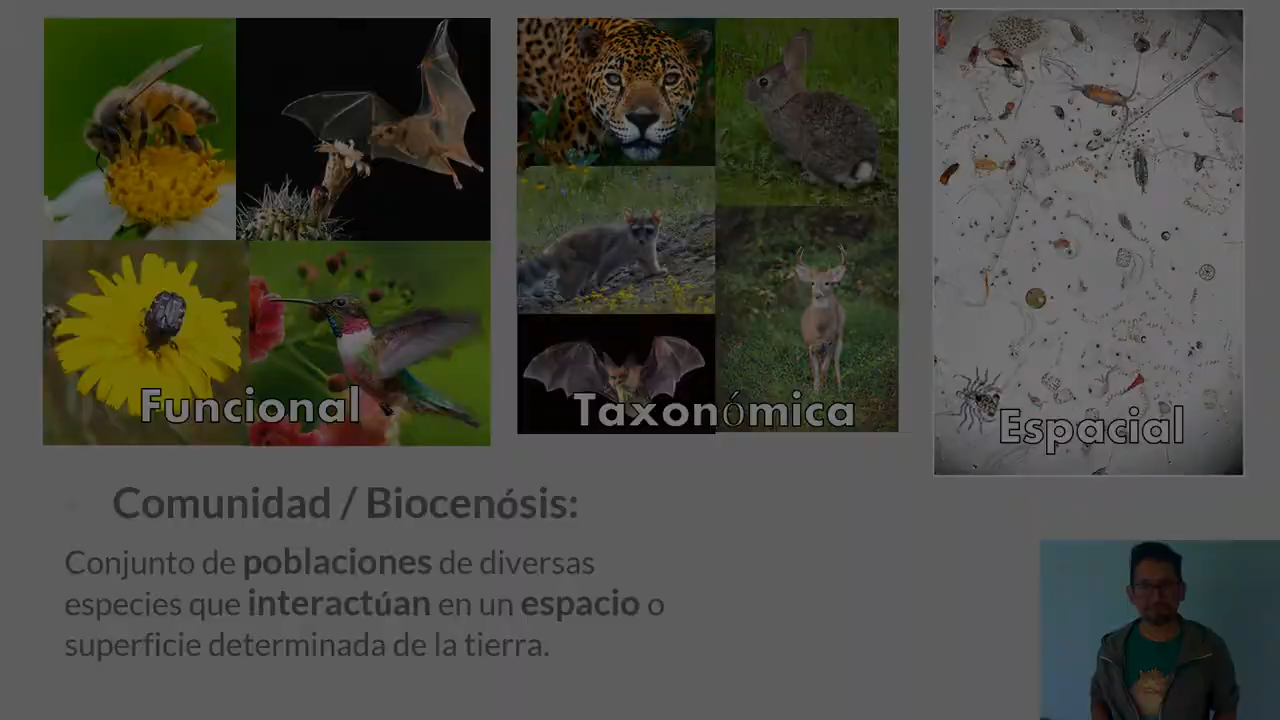 Funcional
Taxonómica
Espacial
Comunidad / Biocenósis:
Conjunto de poblaciones de diversas
especies que interactúan en un espacio o
superficie determinada de la tierra.